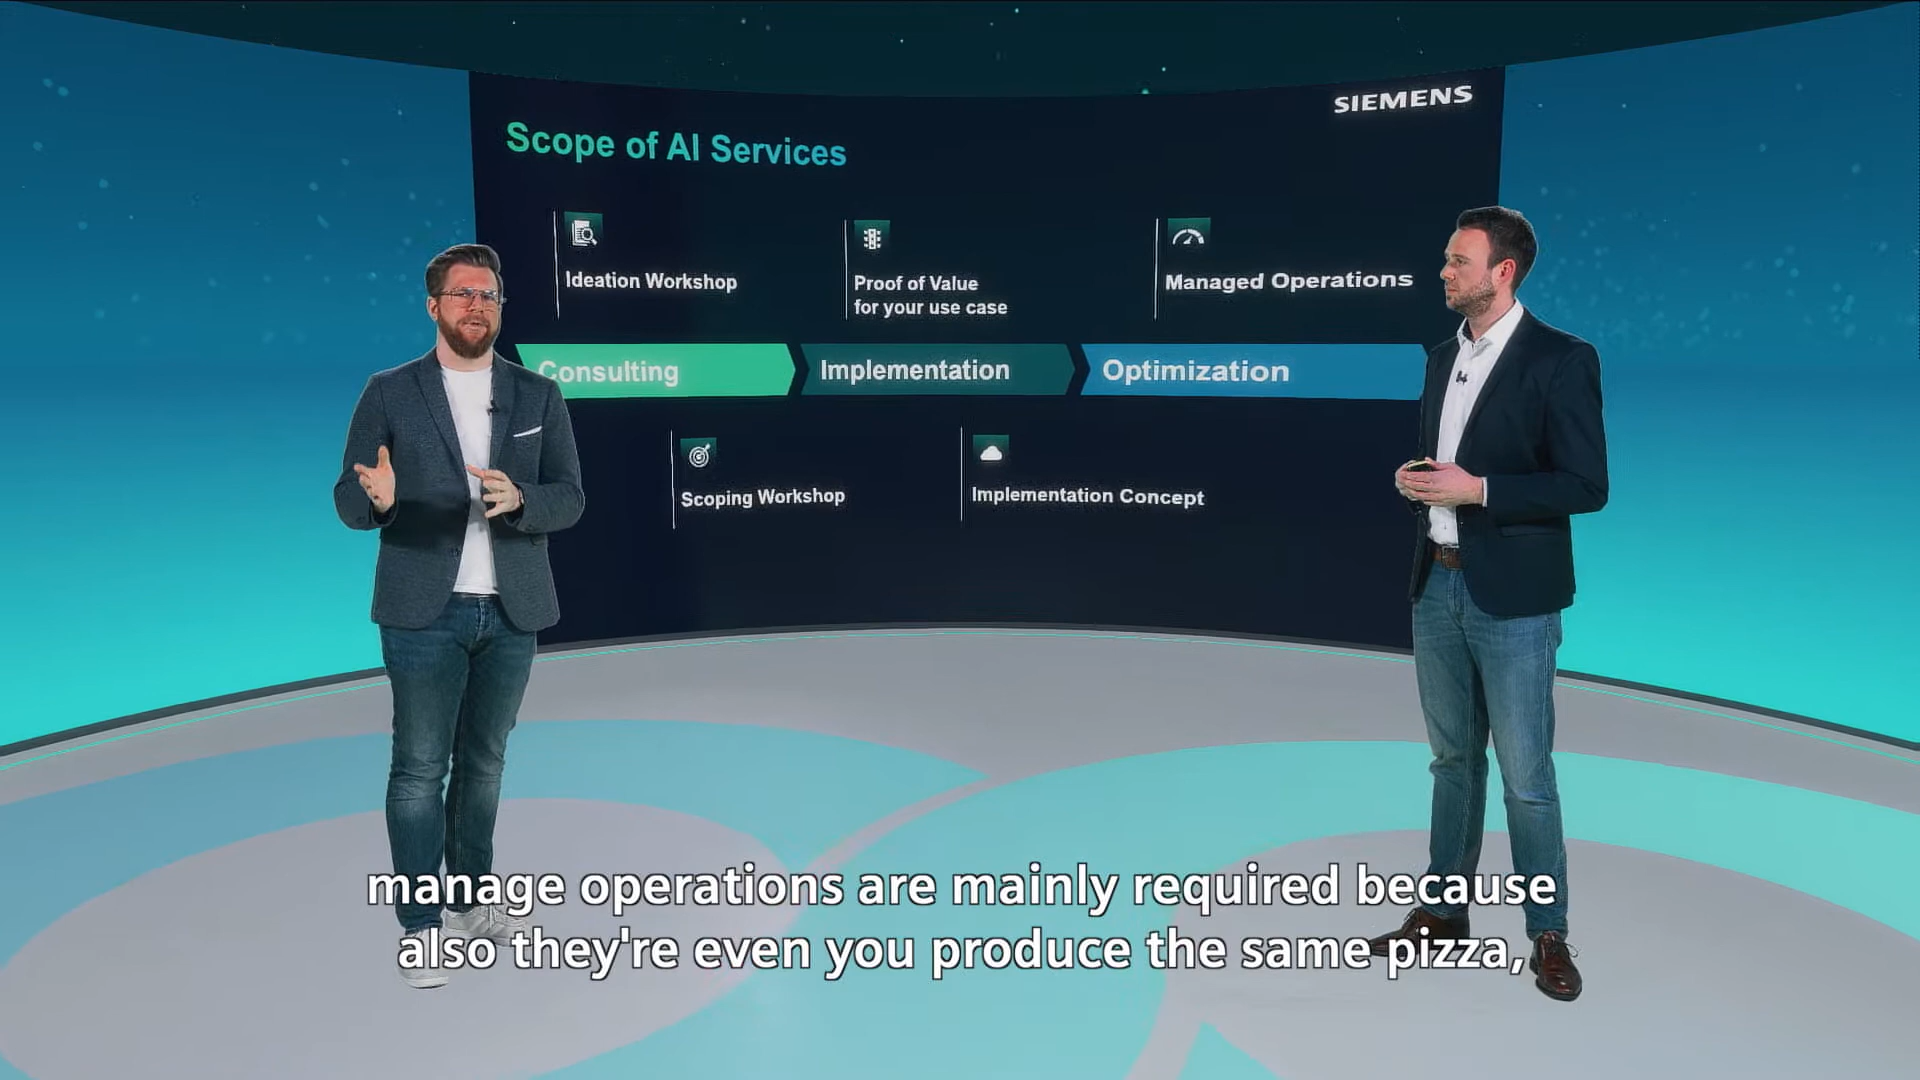 SIEMENS
Scope of AI Services
Ideation Workshop
Proof of Value
for your use case
Managed Operations
Consulting
Implementation
Optimization
Scoping Workshop
Implementation Concept
manage operations are mainly required because
also they're even you produce the same pizza,